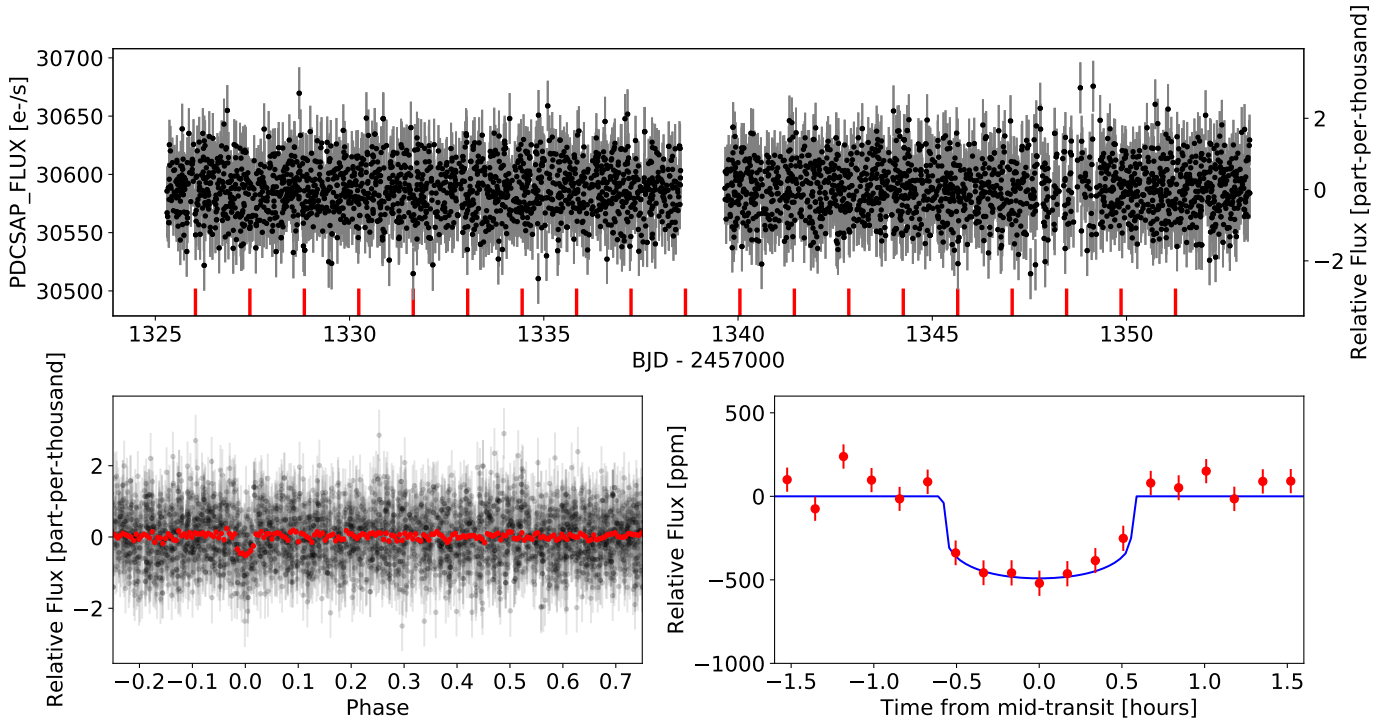 PDCSAP_FLUX [e-/s]
30700
30650
30600
30550
30500
2
0
−2
Relative Flux [part-per-thousand]
1325 1330 1335 1340 1345 1350
BJD - 2457000
Relative Flux [part-per-thousand]
2
0
−2
−0.2 −0.1 0.0 0.1 0.2 0.3 0.4 0.5 0.6 0.7
Phase
Relative Flux [ppm]
500
0
−500
−1000
−1.5 −1.0 −0.5 0.0 0.5 1.0 1.5
Time from mid-transit [hours]